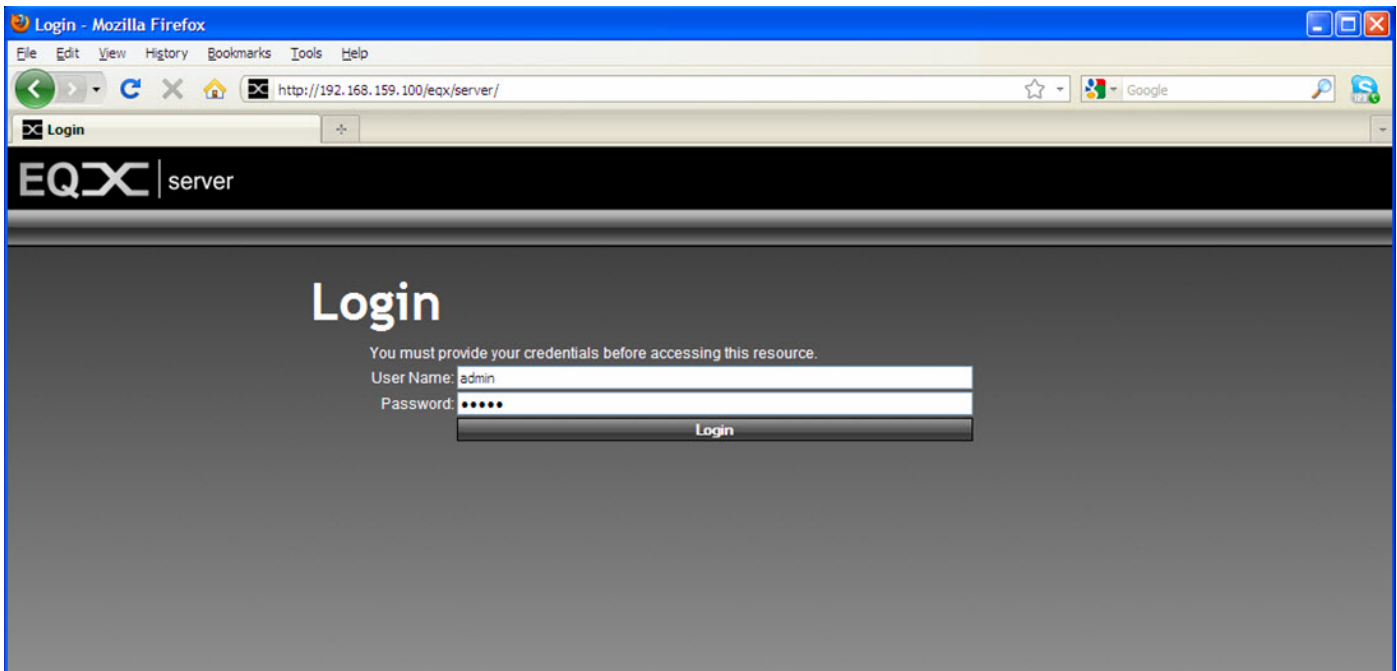 Login - Mozilla Firefox
File Edit View History Bookmarks Tools Help
http://192.168.159.100/eqx/server/
Google
Login
EQX server
Login
You must provide your credentials before accessing this resource.
User Name: admin
Password: •••••
Login